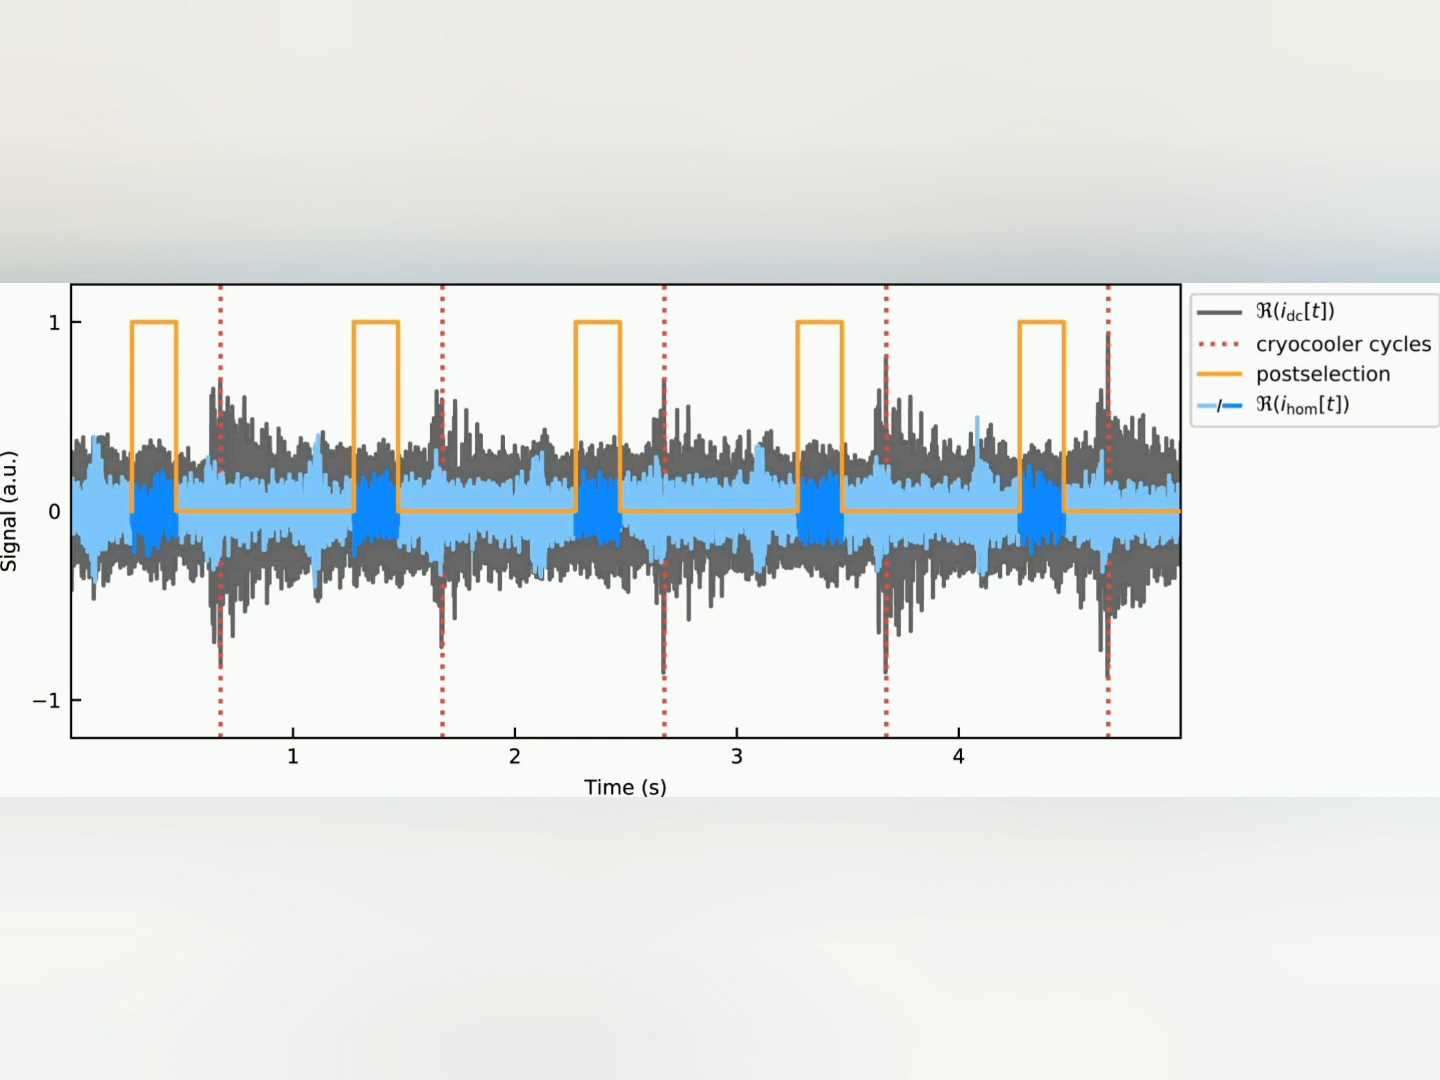 ℜ(i_dc[t])
cryocooler cycles
postselection
ℜ(i_hom[t])
1
0
−1
Signal (a.u.)
1 2 3 4
Time (s)